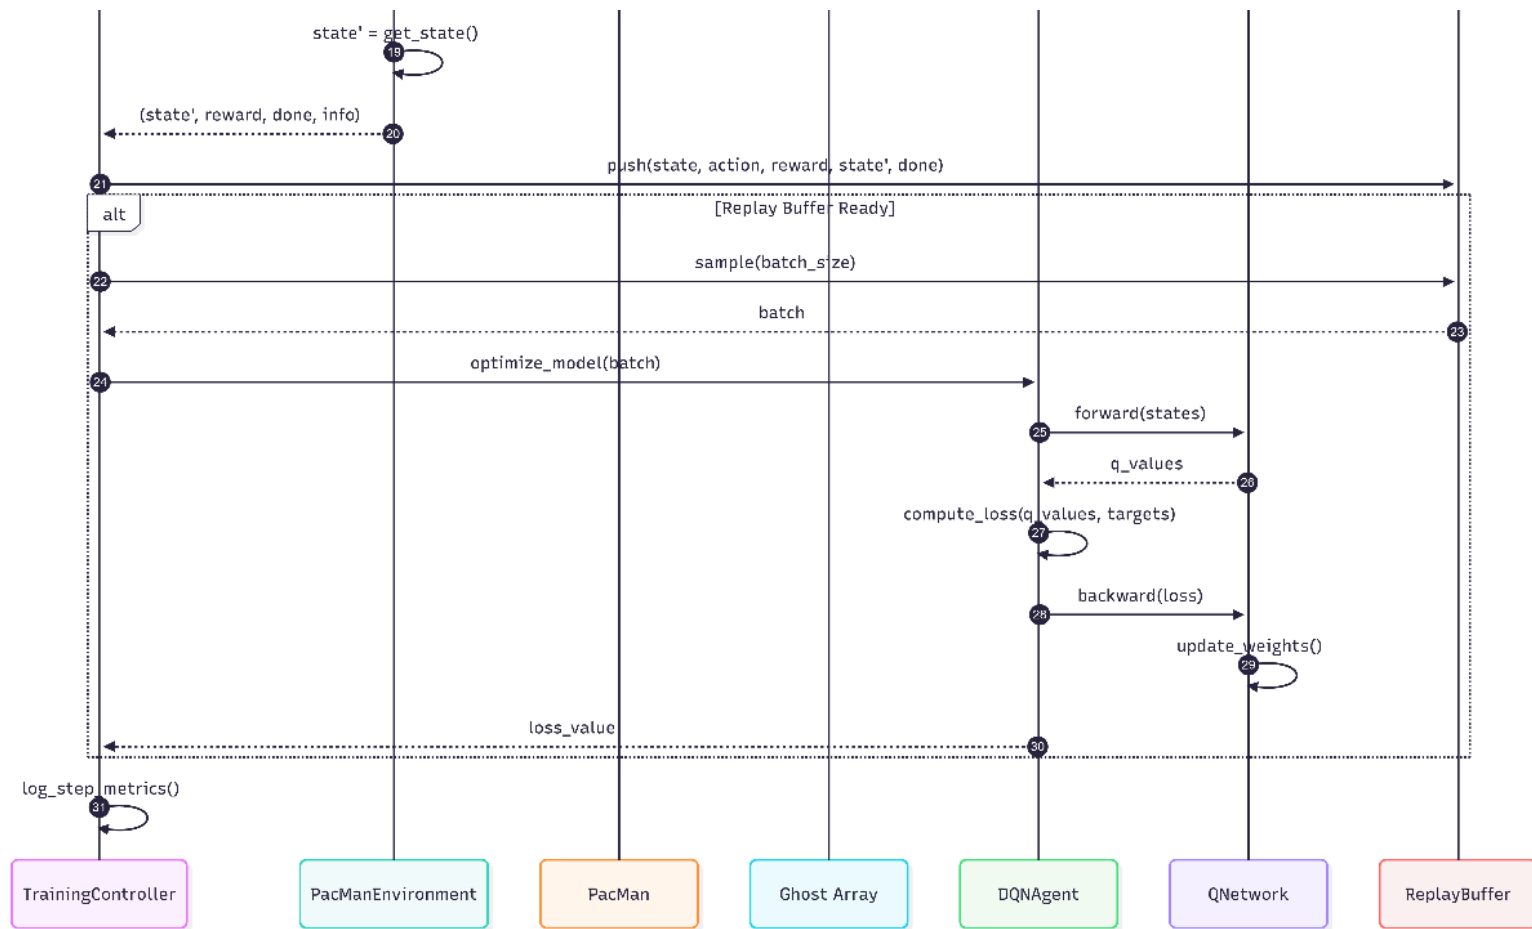 state' = get_state()
19
(state', reward, done, info)
20
push(state, action, reward, state', done)
21
alt
[Replay Buffer Ready]
sample(batch_size)
22
batch
23
optimize_model(batch)
24
forward(states)
25
q_values
26
compute_loss(q_values, targets)
27
backward(loss)
28
update_weights()
29
loss_value
30
log_step_metrics()
31
TrainingController
PacManEnvironment
PacMan
Ghost Array
DQNAgent
QNetwork
ReplayBuffer